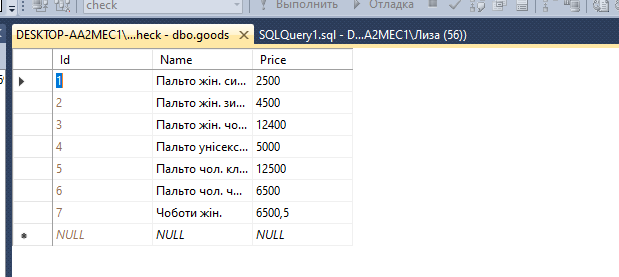 check Выполнить Отладка
DESKTOP-AA2MEC1\...heck - dbo.goods SQLQuery1.sql - D...A2MEC1\Лиза (56))
Id Name Price
1 Пальто жін. си... 2500
2 Пальто жін. зи... 4500
3 Пальто жін. чо... 12400
4 Пальто унісекс... 5000
5 Пальто чол. кл... 12500
6 Пальто чол. ч... 6500
7 Чоботи жін. 6500,5
NULL NULL NULL